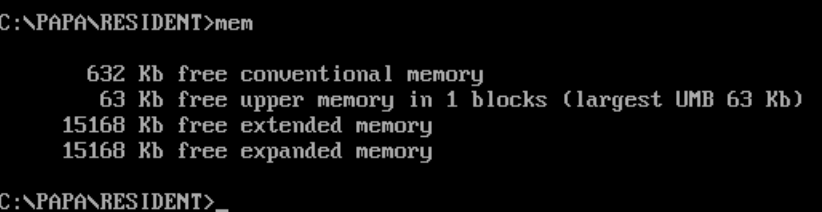 C:\PAPA\RESIDENT>mem
632 Kb free conventional memory
63 Kb free upper memory in 1 blocks (largest UMB 63 Kb)
15168 Kb free extended memory
15168 Kb free expanded memory
C:\PAPA\RESIDENT>_